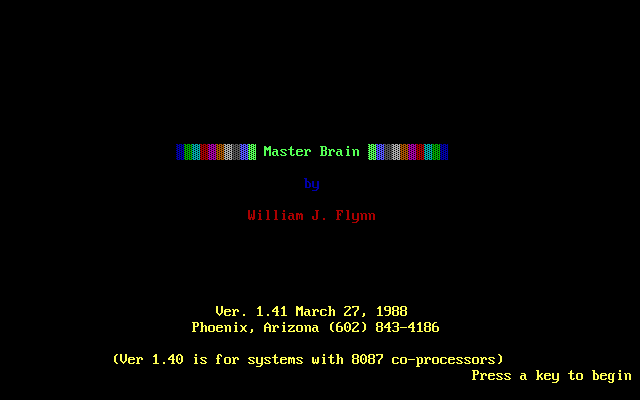 Master Brain
by
William J. Flynn
Ver. 1.41 March 27, 1988
Phoenix, Arizona (602) 843-4186
(Ver 1.40 is for systems with 8087 co-processors)
Press a key to begin